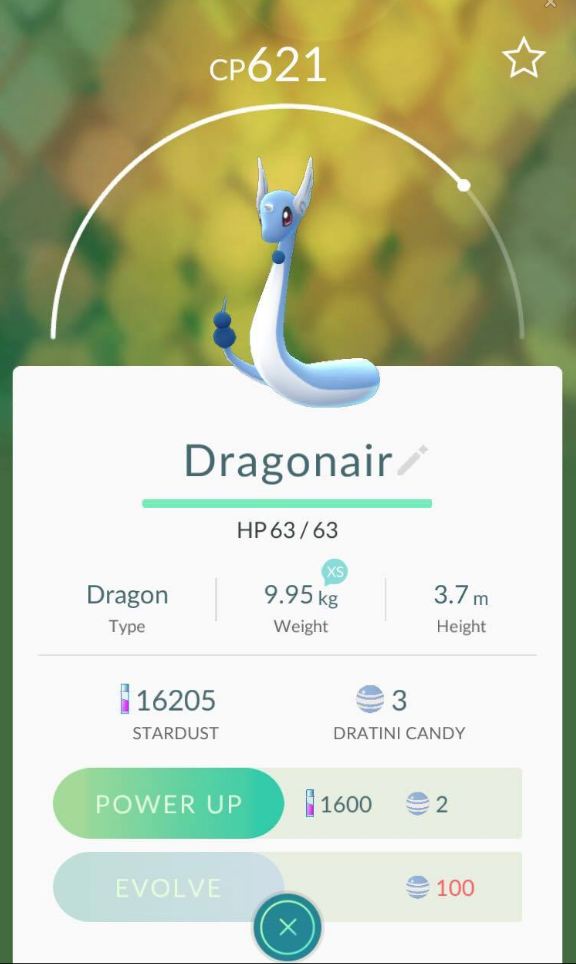 CP621
Dragonair
HP 63 / 63
XS
Dragon 9.95 kg 3.7 m
Type Weight Height
16205 3
STARDUST DRATINI CANDY
POWER UP 1600 2
EVOLVE 100